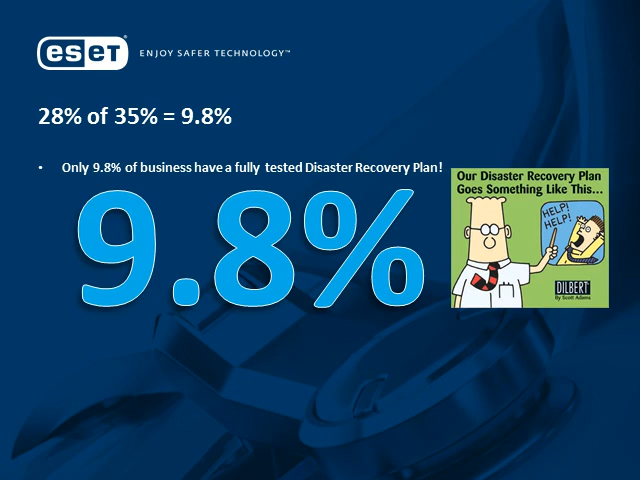 eseT ENJOY SAFER TECHNOLOGY™
28% of 35% = 9.8%
• Only 9.8% of business have a fully tested Disaster Recovery Plan!
9.8%
Our Disaster Recovery Plan
Goes Something Like This...
HELP!
HELP!
DILBERT
By Scott Adams